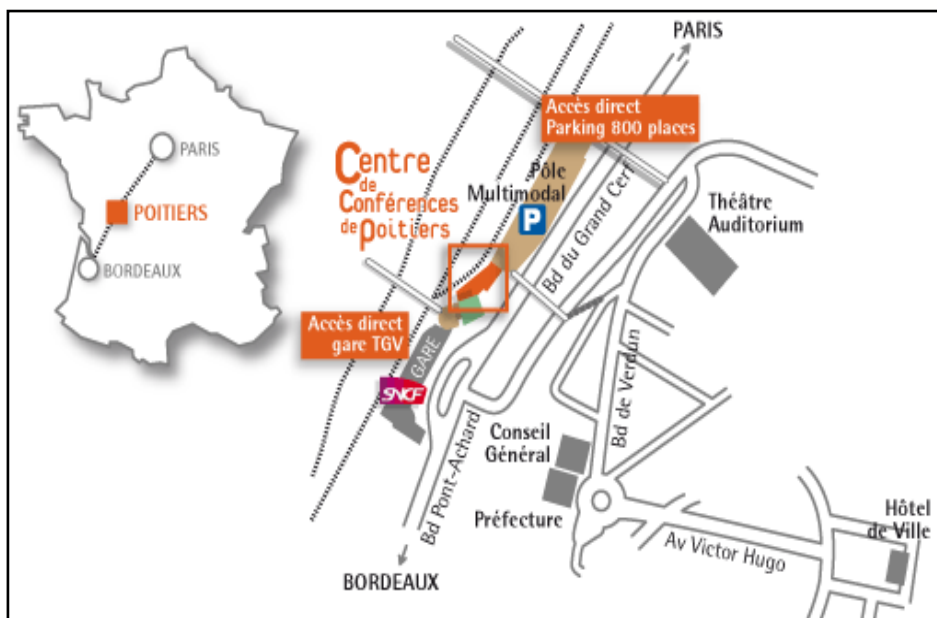 PARIS
POITIERS
BORDEAUX
PARIS
Accès direct
Parking 800 places
Centre
de
Conférences
de Poitiers
Pôle
Multimodal
P
Bd du Grand Cerf
Théâtre
Auditorium
Accès direct
gare TGV
GARE
SNCF
Bd de Verdun
Conseil
Général
Bd Pont-Achard
Préfecture
Hôtel
de Ville
Av Victor Hugo
BORDEAUX